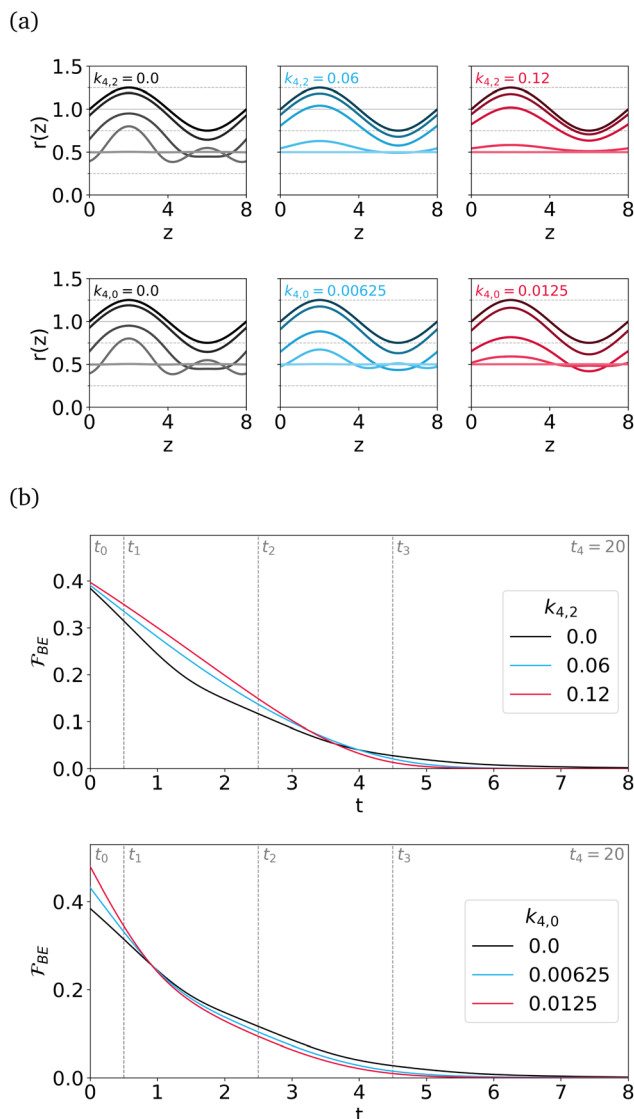 (a)
1.5
1.0
0.5
0.0
r(z)
k4,2 = 0.0
0
4
8
z
k4,2 = 0.06
0
4
8
z
k4,2 = 0.12
0
4
8
z
1.5
1.0
0.5
0.0
r(z)
k4,0 = 0.0
0
4
8
z
k4,0 = 0.00625
0
4
8
z
k4,0 = 0.0125
0
4
8
z
(b)
t0
t1
t2
t3
t4 = 20
0.4
0.3
0.2
0.1
0.0
FBE
k4,2
0.0
0.06
0.12
0 1 2 3 4 5 6 7 8
t
t0
t1
t2
t3
t4 = 20
0.4
0.2
0.0
FBE
k4,0
0.0
0.00625
0.0125
0 1 2 3 4 5 6 7 8
t